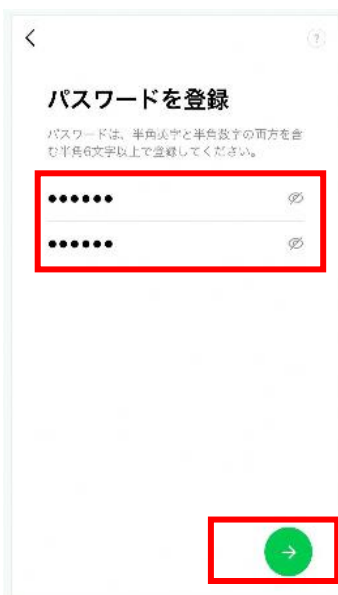 パスワードを登録
パスワードは、半角英字と半角数字の両方を含
む半角6文字以上で登録してください。
●●●●●●
●●●●●●